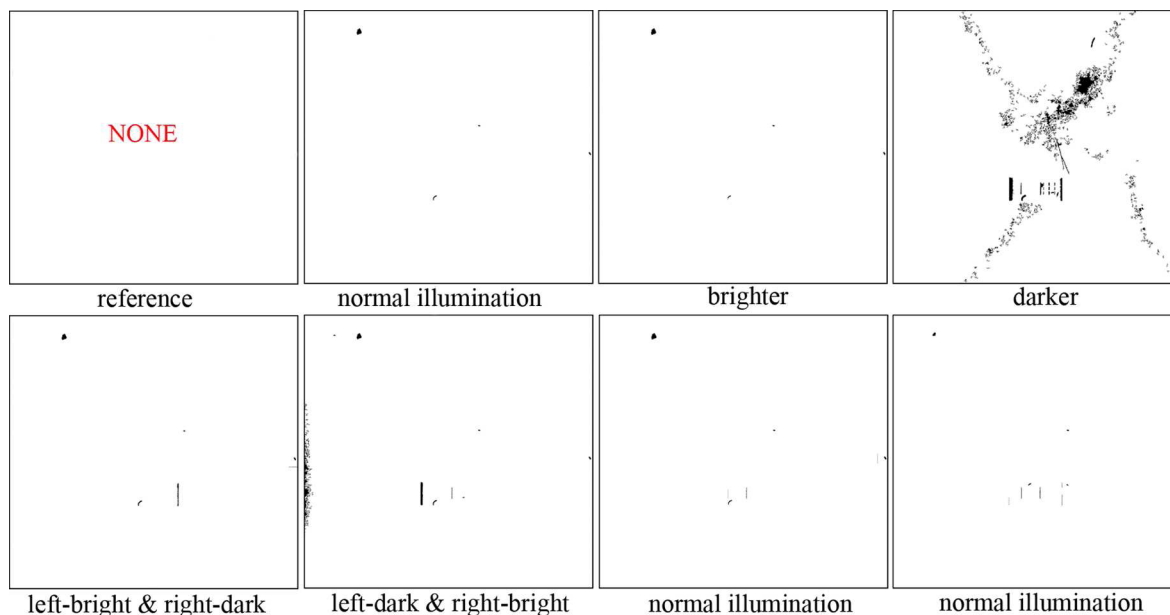 NONE
reference
normal illumination
brighter
darker
left-bright & right-dark
left-dark & right-bright
normal illumination
normal illumination